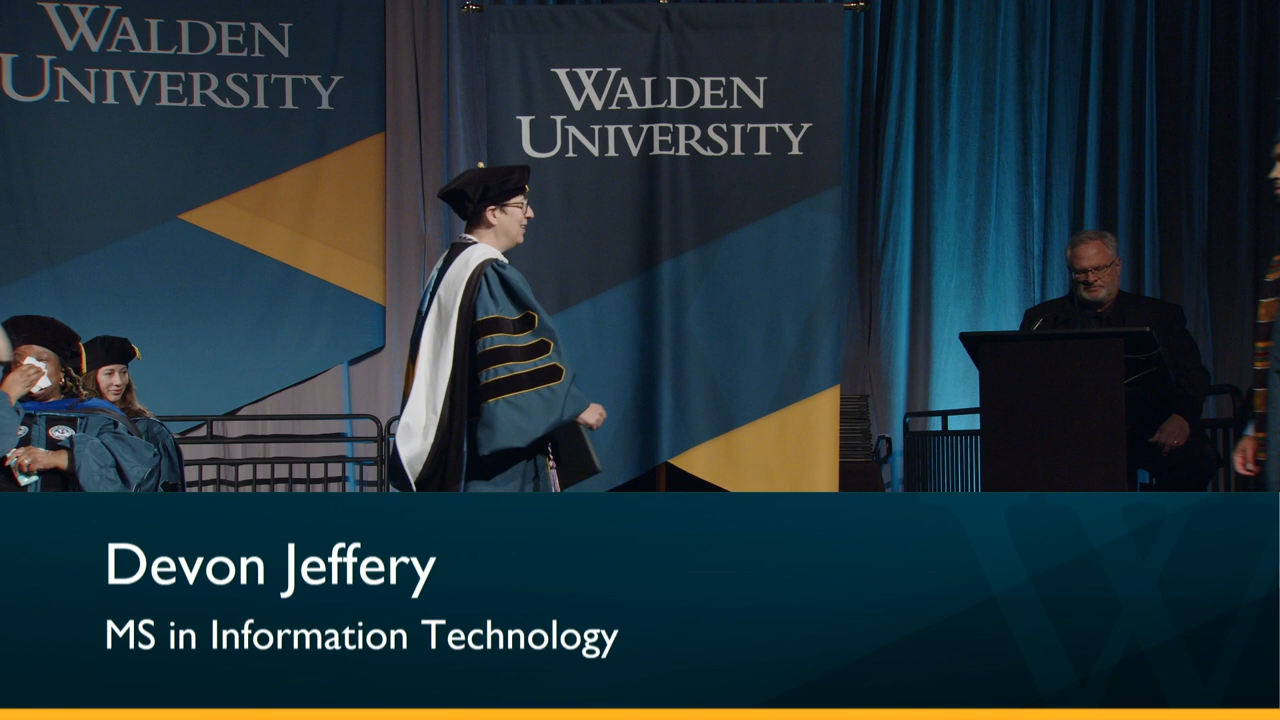 WALDEN
UNIVERSITY
WALDEN
UNIVERSITY
Devon Jeffery
MS in Information Technology